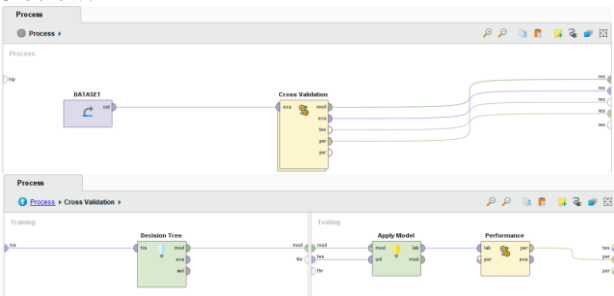 Process
Process
Process
inp
res
res
res
res
res
DATASET
out
Cross Validation
exa
mod
exa
tes
per
per
Process
Process Cross Validation
Training
Testing
tra
Decision Tree
tra
mod
exa
wei
mod
thr
mod
tes
thr
Apply Model
mod
lab
unl
mod
Performance
lab
per
per
exa
tes
per
per